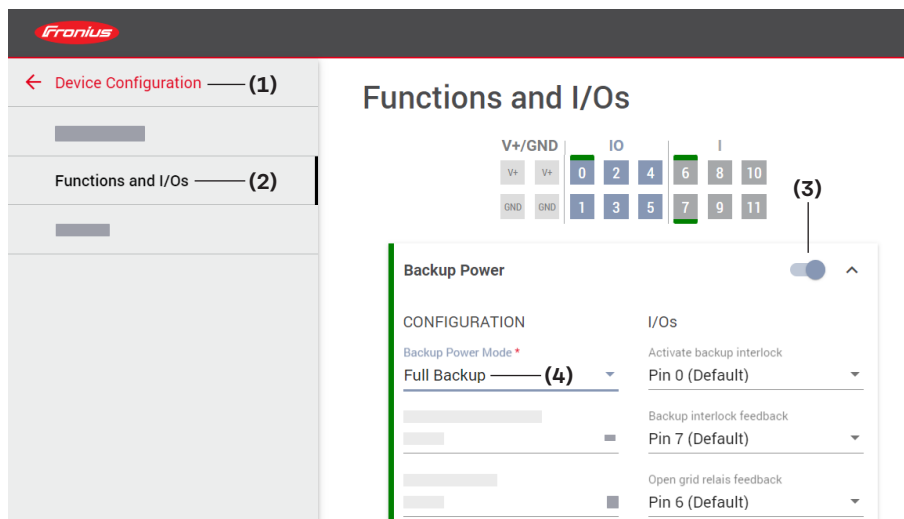 Fronius
Device Configuration (1)
Functions and I/Os (2)
Functions and I/Os
V+/GND IO I
V+ V+ 0 2 4 6 8 10
GND GND 1 3 5 7 9 11
(3)
Backup Power
CONFIGURATION I/Os
Backup Power Mode * Activate backup interlock
Full Backup (4) Pin 0 (Default)
Backup interlock feedback
Pin 7 (Default)
Open grid relais feedback
Pin 6 (Default)